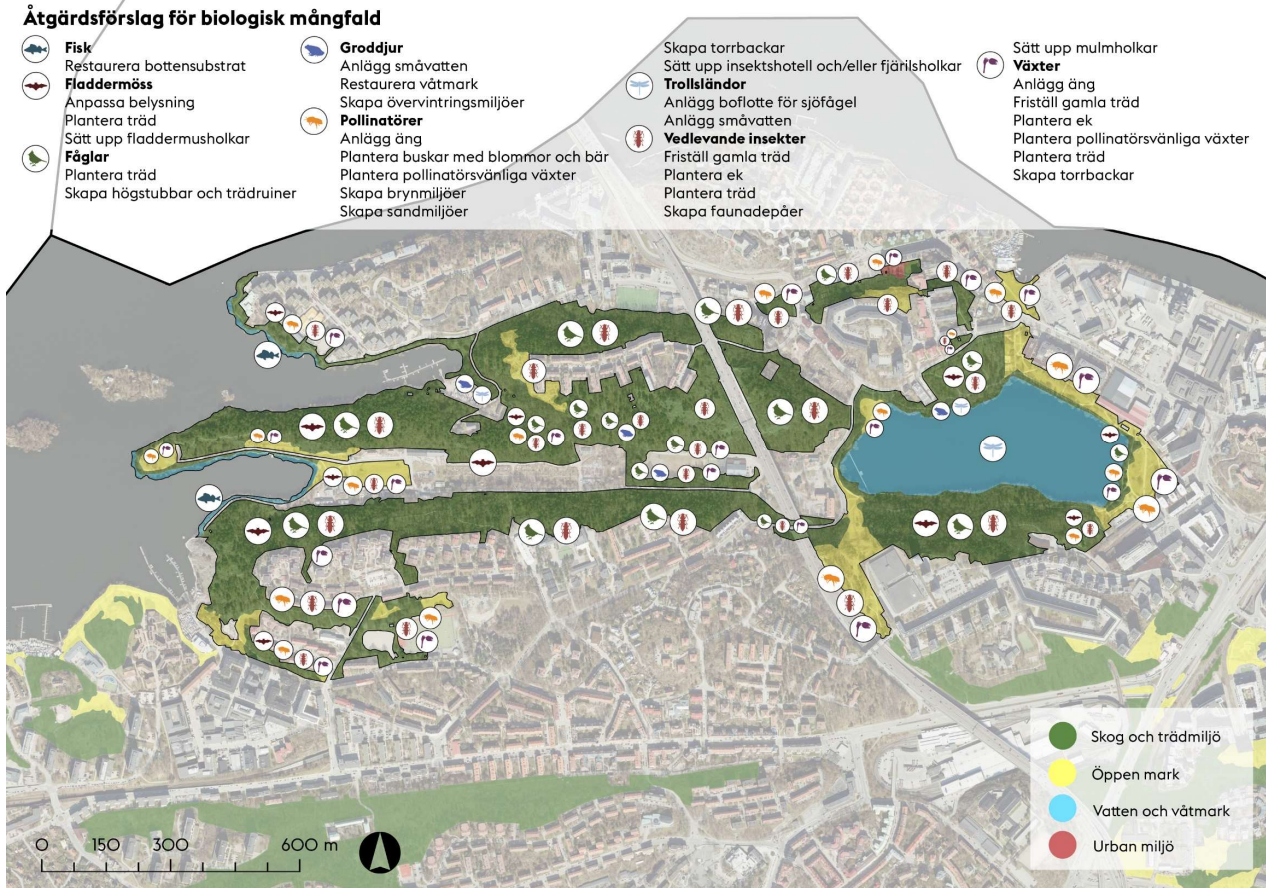 Åtgärdsförslag för biologisk mångfald
Fisk
Restaurera bottensubstrat
Fladdermöss
Anpassa belysning
Plantera träd
Sätt upp fladdermusholkar
Fåglar
Plantera träd
Skapa högstubbar och trädruiner
Groddjur
Anlägg småvatten
Restaurera våtmark
Skapa övervintringsmiljöer
Pollinatörer
Anlägg äng
Plantera buskar med blommor och bär
Plantera pollinatörsvänliga växter
Skapa brynmiljöer
Skapa sandmiljöer
Skapa torrbackar
Sätt upp insektshotell och/eller fjärilsholkar
Trollsländor
Anlägg boflotte för sjöfågel
Anlägg småvatten
Vedlevande insekter
Friställ gamla träd
Plantera ek
Plantera träd
Skapa faunadepåer
Sätt upp mulmholkar
Växter
Anlägg äng
Friställ gamla träd
Plantera ek
Plantera pollinatörsvänliga växter
Plantera träd
Skapa torrbackar
Skog och trädmiljö
Öppen mark
Vatten och våtmark
Urban miljö
0 150 300 600 m